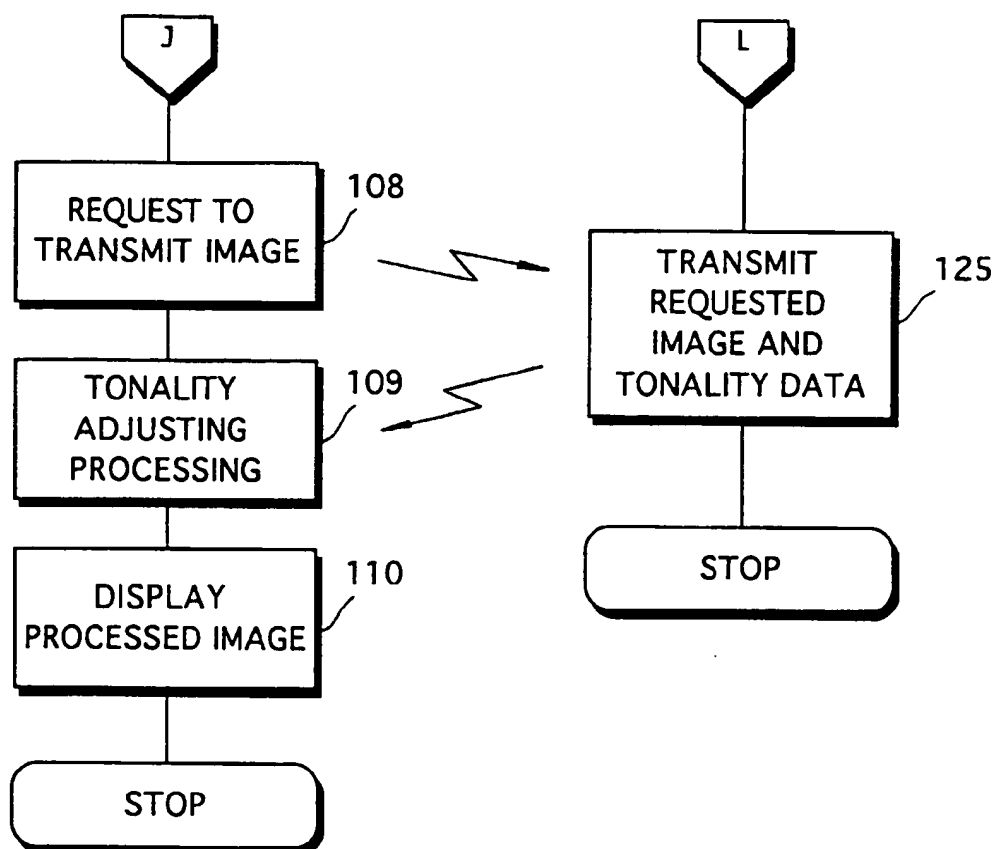 J
REQUEST TO
TRANSMIT IMAGE
108
TONALITY
ADJUSTING
PROCESSING
109
DISPLAY
PROCESSED IMAGE
110
STOP
L
TRANSMIT
REQUESTED
IMAGE AND
TONALITY DATA
125
STOP